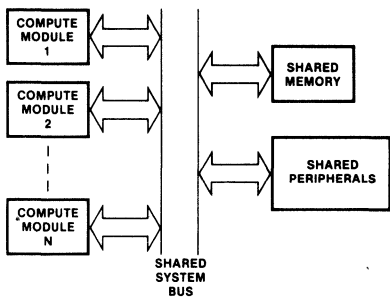 COMPUTE
MODULE
1
COMPUTE
MODULE
2
COMPUTE
MODULE
N
SHARED
MEMORY
SHARED
PERIPHERALS
SHARED
SYSTEM
BUS